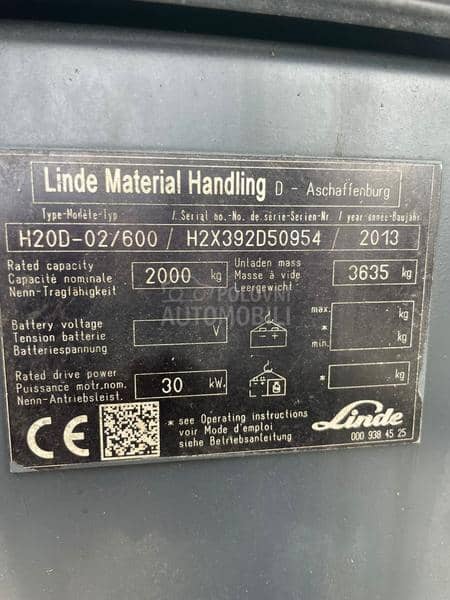 Linde Material Handling D - Aschaffenburg
Type-Modèle-Typ / Serial no.-No. de série-Serien-Nr / year-année-Baujahr
H20D-02/600 / H2X392D50954 / 2013
Rated capacity
Capacité nominale
Nenn-Tragfähigkeit
2000 kg
Unladen mass
Masse à vide
Leergewicht
3635 kg
POLOVNI
AUTOMOBILI
Battery voltage
Tension batterie
Batteriespannung
V
max.
*
min.
kg
kg
Rated drive power
Puissance motr.nom.
Nenn-Antriebsleist.
30 kW.
* kg
CE
* see Operating instructions
voir Mode d'emploi
siehe Betriebsanleitung
Linde
000 938 45 25